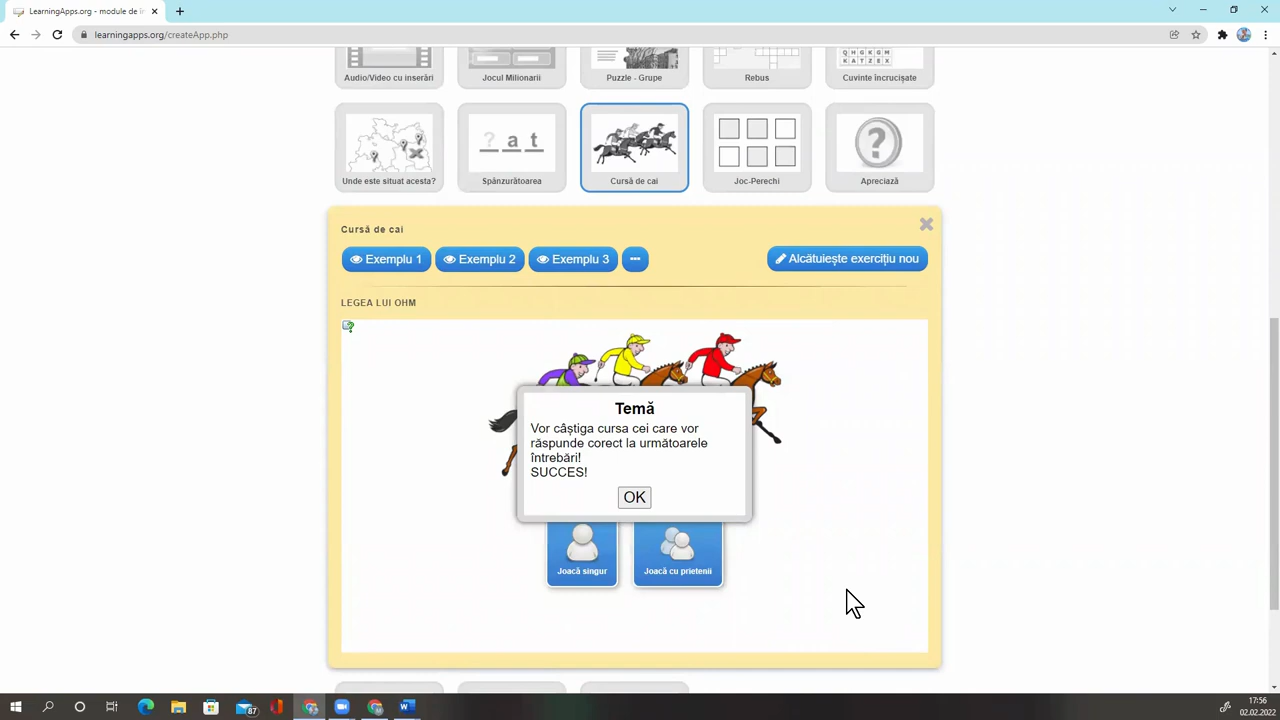 LearningApps.org - module de în
learningapps.org/createApp.php
Audio/Video cu inserări
Jocul Milionarii
Puzzle - Grupe
Rebus
Cuvinte încrucișate
Q H G K G M
K A T Z E X
? a t
?
Unde este situat acesta?
Spânzurătoarea
Cursă de cai
Joc-Perechi
Apreciază
Cursă de cai
Exemplu 1
Exemplu 2
Exemplu 3
Alcătuiește exercițiu nou
LEGEA LUI OHM
Temă
Vor câștiga cursa cei care vor
răspunde corect la următoarele
întrebări!
SUCCES!
OK
Joacă singur
Joacă cu prietenii
87
17:56
02.02.2022